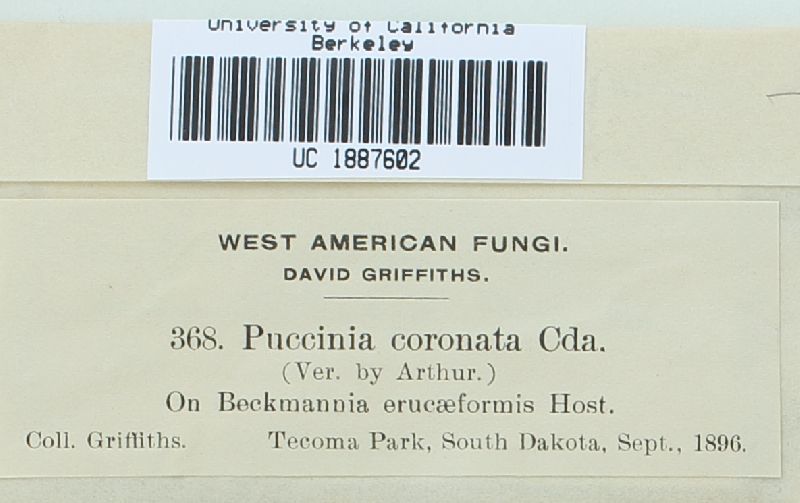 University of California
Berkeley
UC 1887602
WEST AMERICAN FUNGI.
DAVID GRIFFITHS.
368. Puccinia coronata Cda.
(Ver. by Arthur.)
On Beckmannia erucæformis Host.
Coll. Griffiths. Tecoma Park, South Dakota, Sept., 1896.